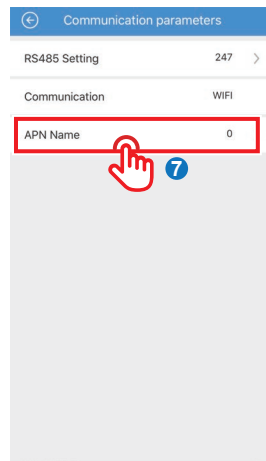 Communication parameters
RS485 Setting 247
Communication WIFI
APN Name 0
7